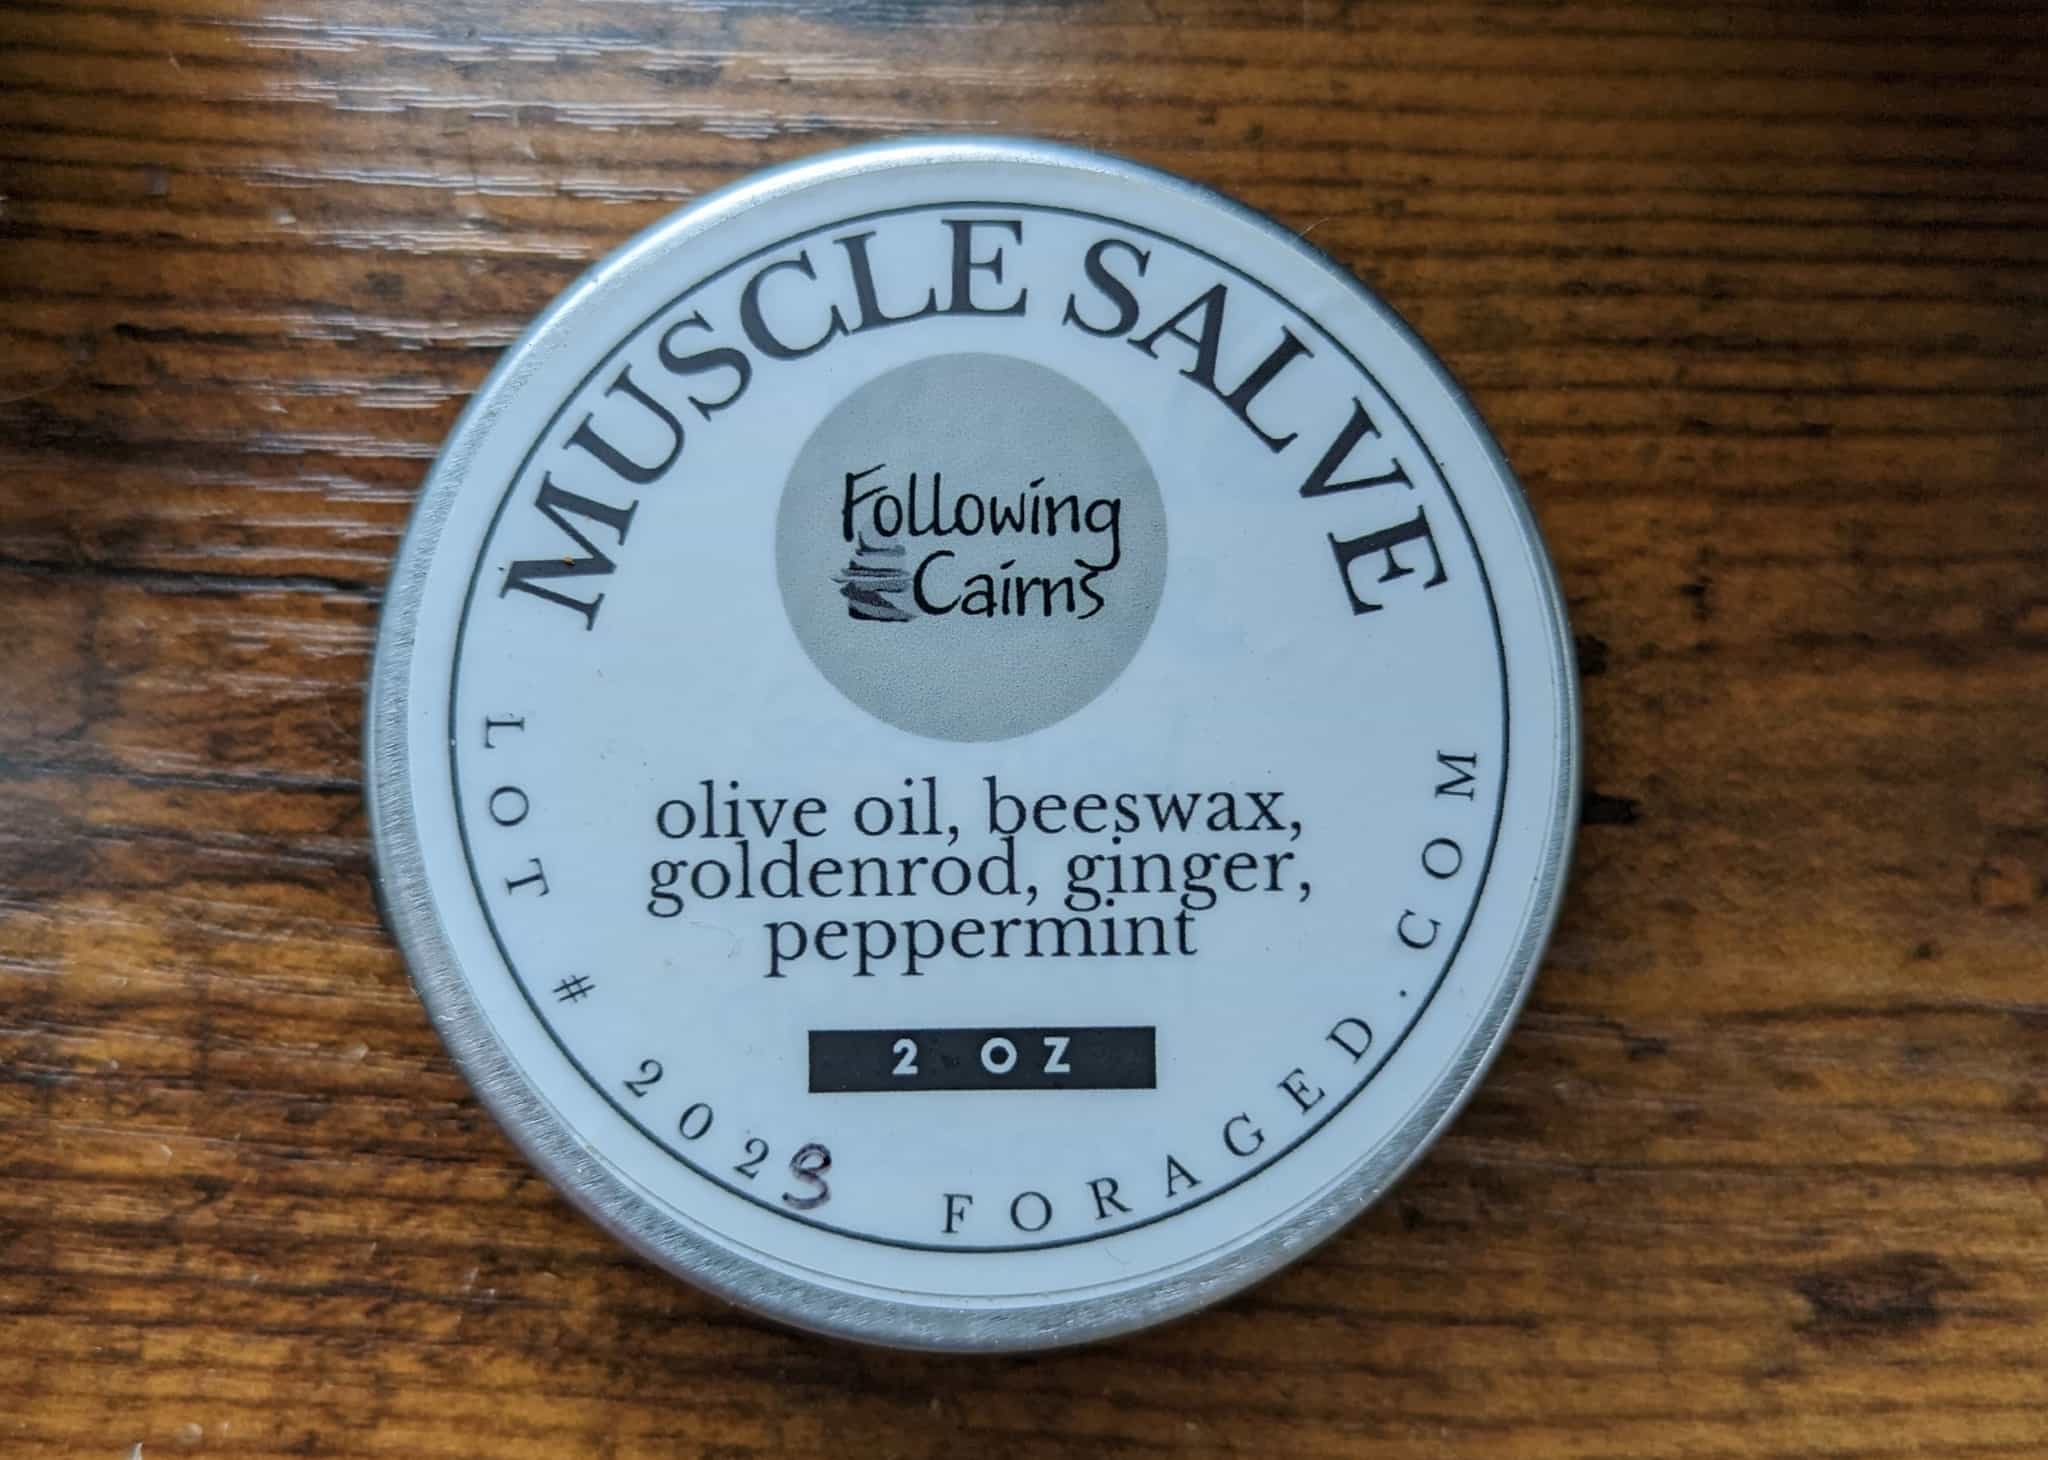 MUSCLE SALVE
Following
Cairns
olive oil, beeswax,
goldenrod, ginger,
peppermint
2 OZ
LOT # 2023
FORAGED.COM